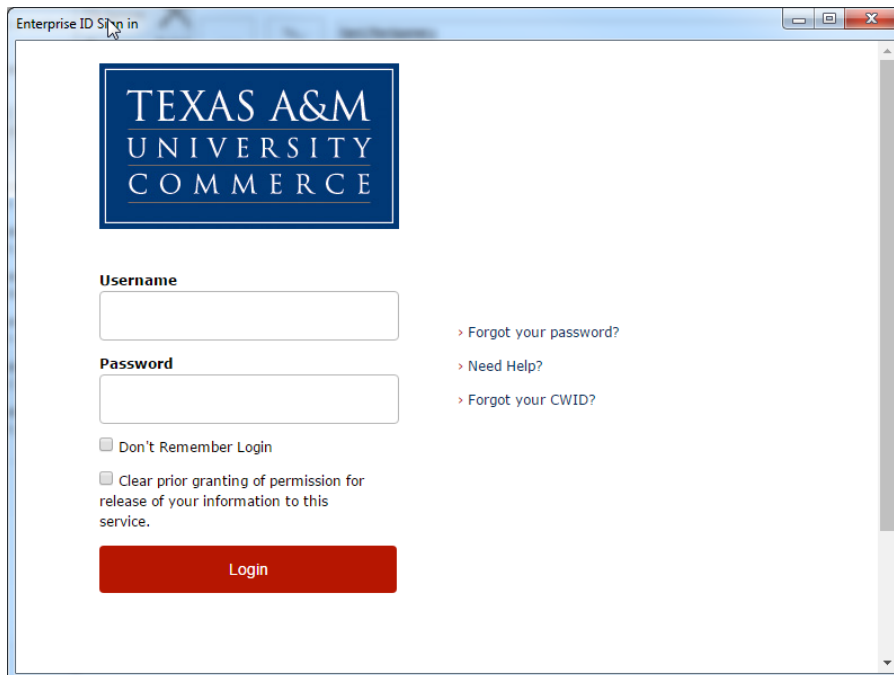 Enterprise ID Sign in
TEXAS A&M
UNIVERSITY
COMMERCE
Username
› Forgot your password?
Password
› Need Help?
› Forgot your CWID?
Don't Remember Login
Clear prior granting of permission for
release of your information to this
service.
Login